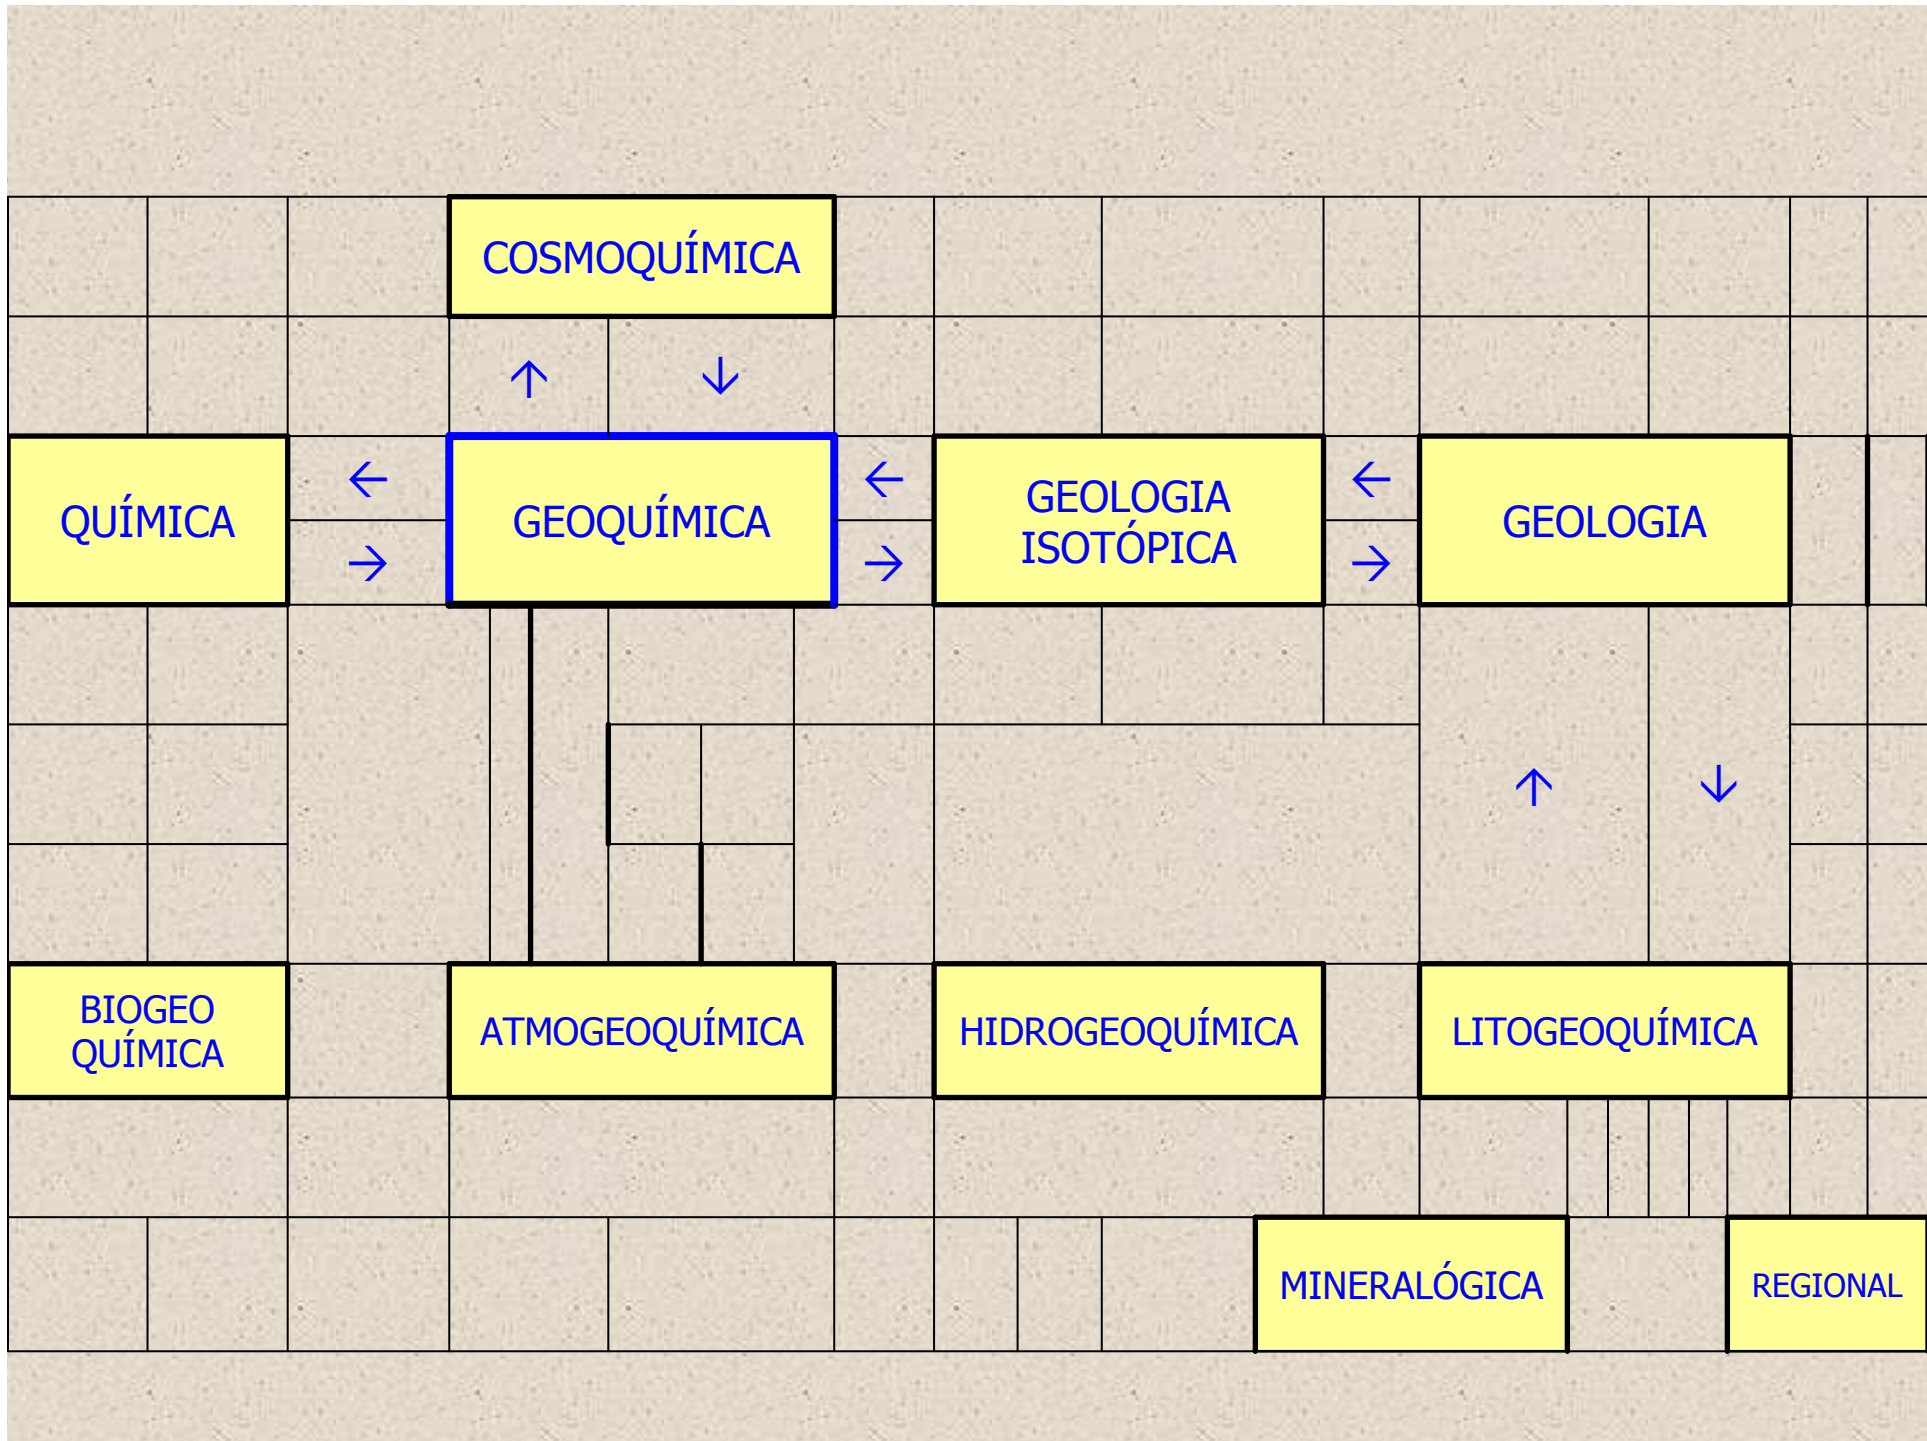 COSMOQUÍMICA
↑ ↓
QUÍMICA
← →
GEOQUÍMICA
← →
GEOLOGIA
ISOTÓPICA
← →
GEOLOGIA
↑ ↓
BIOGEO
QUÍMICA
ATMOGEOQUÍMICA
HIDROGEOQUÍMICA
LITOGEOQUÍMICA
MINERALÓGICA
REGIONAL